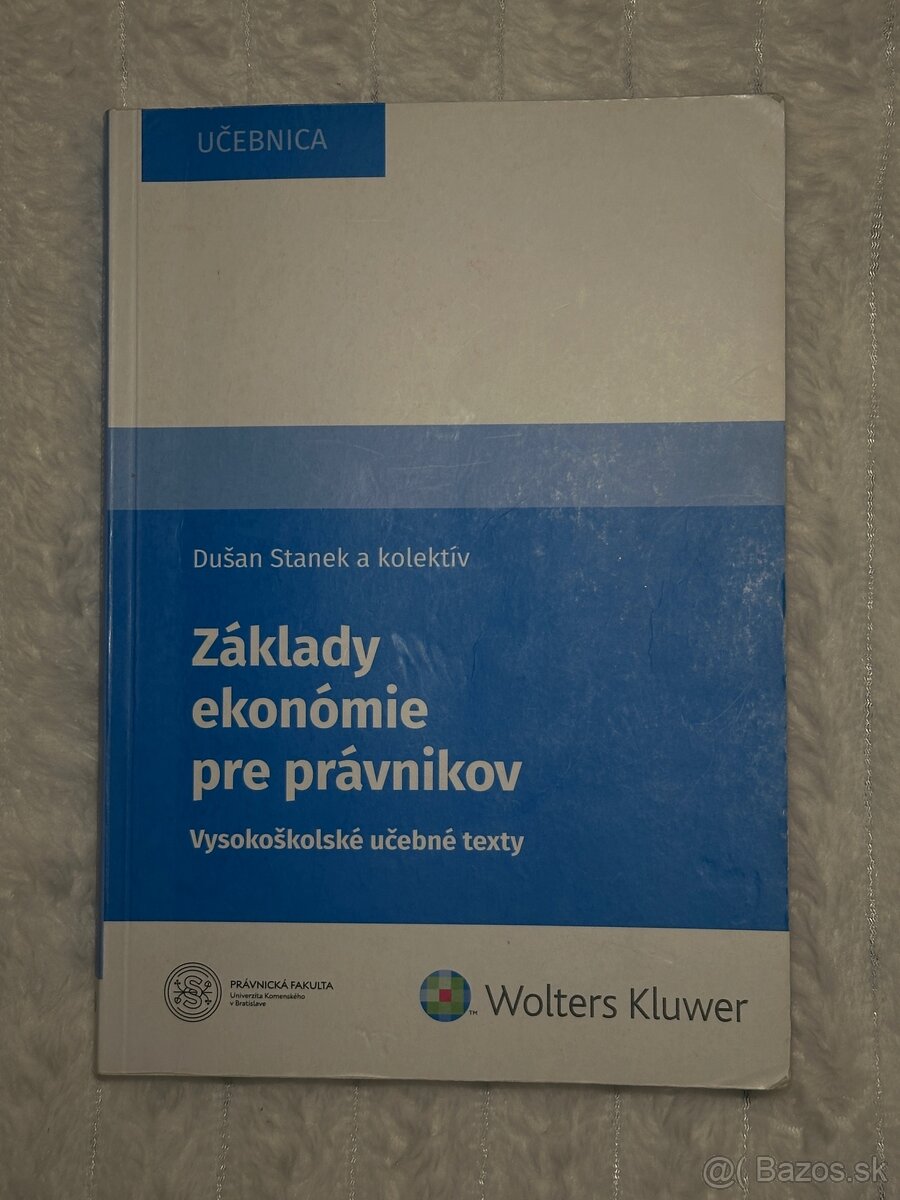 UČEBNICA
Dušan Stanek a kolektív
Základy
ekonómie
pre právnikov
Vysokoškolské učebné texty
PRÁVNICKÁ FAKULTA
Univerzita Komenského
v Bratislave
Wolters Kluwer
TM
@( Bazos.sk